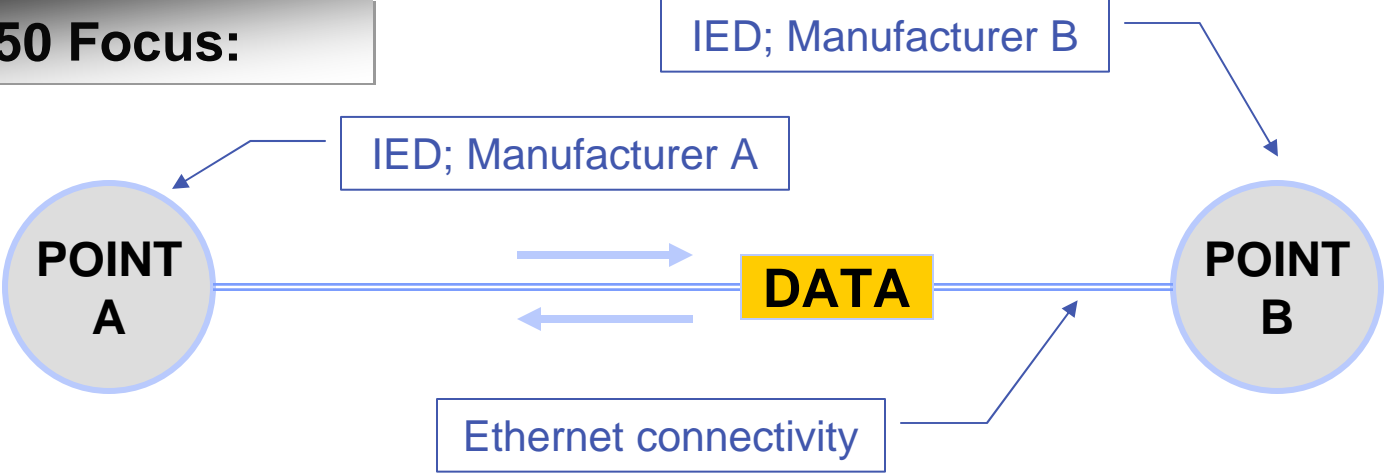 50 Focus:
IED; Manufacturer B
IED; Manufacturer A
POINT
A
DATA
POINT
B
Ethernet connectivity